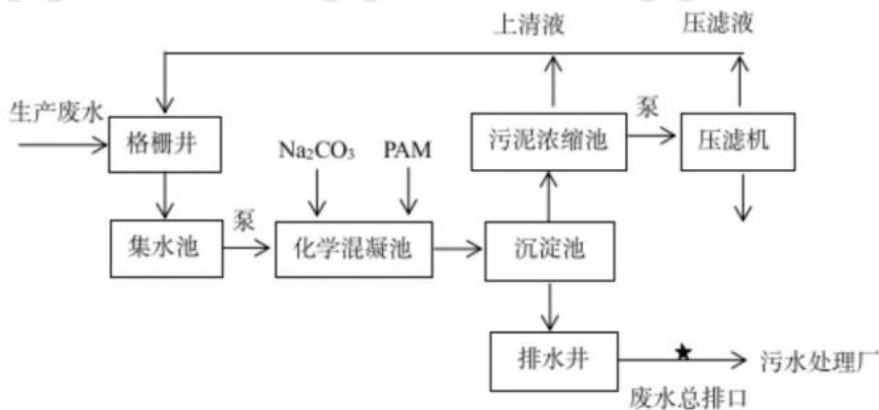 上清液
压滤液
生产废水
格栅井
Na₂CO₃
PAM
污泥浓缩池
泵
压滤机
集水池
泵
化学混凝池
沉淀池
排水井
★
污水处理厂
废水总排口